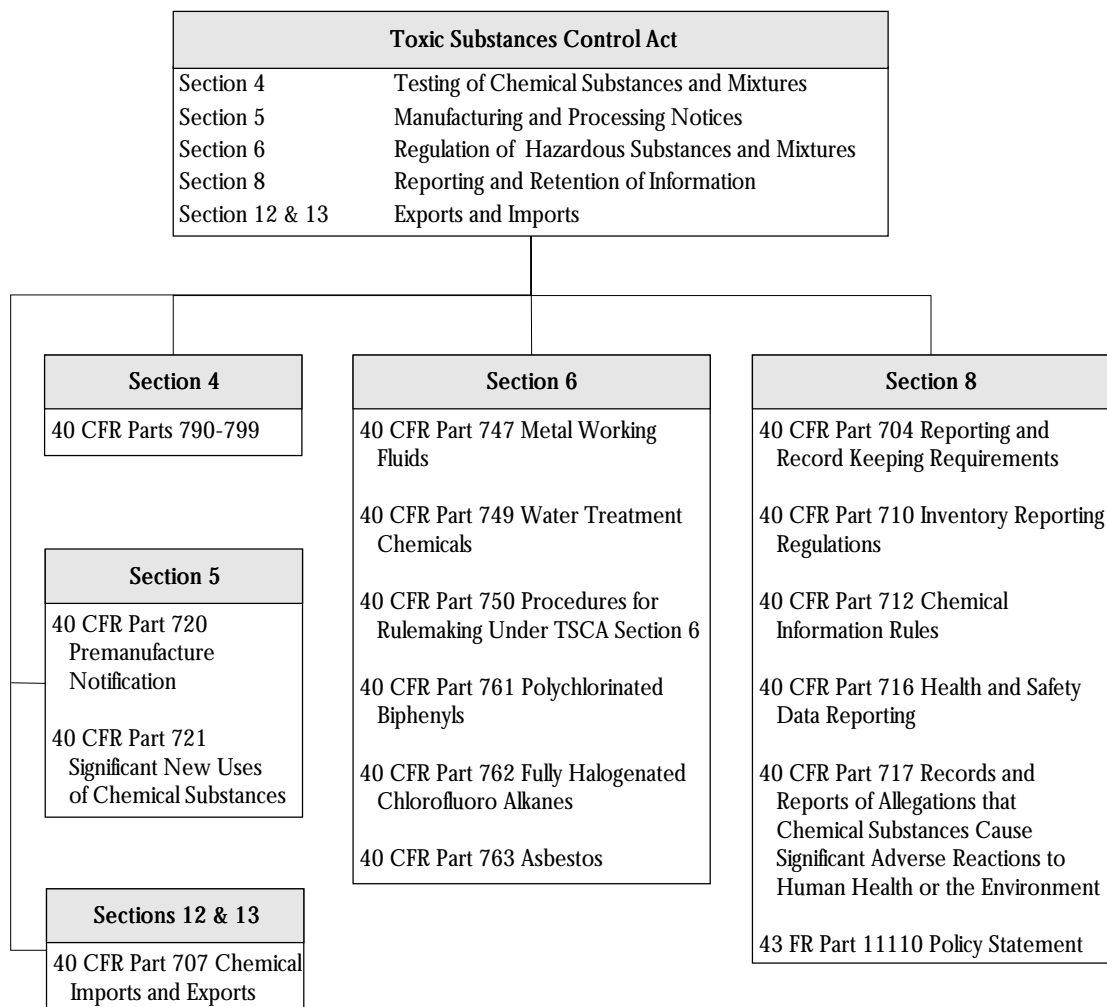 Toxic Substances Control Act
Section 4 Testing of Chemical Substances and Mixtures
Section 5 Manufacturing and Processing Notices
Section 6 Regulation of Hazardous Substances and Mixtures
Section 8 Reporting and Retention of Information
Section 12 & 13 Exports and Imports
Section 4
40 CFR Parts 790-799
Section 5
40 CFR Part 720
Premanufacture
Notification
40 CFR Part 721
Significant New Uses
of Chemical Substances
Sections 12 & 13
40 CFR Part 707 Chemical
Imports and Exports
Section 6
40 CFR Part 747 Metal Working
Fluids
40 CFR Part 749 Water Treatment
Chemicals
40 CFR Part 750 Procedures for
Rulemaking Under TSCA Section 6
40 CFR Part 761 Polychlorinated
Biphenyls
40 CFR Part 762 Fully Halogenated
Chlorofluoro Alkanes
40 CFR Part 763 Asbestos
Section 8
40 CFR Part 704 Reporting and
Record Keeping Requirements
40 CFR Part 710 Inventory Reporting
Regulations
40 CFR Part 712 Chemical
Information Rules
40 CFR Part 716 Health and Safety
Data Reporting
40 CFR Part 717 Records and
Reports of Allegations that
Chemical Substances Cause
Significant Adverse Reactions to
Human Health or the Environment
43 FR Part 11110 Policy Statement